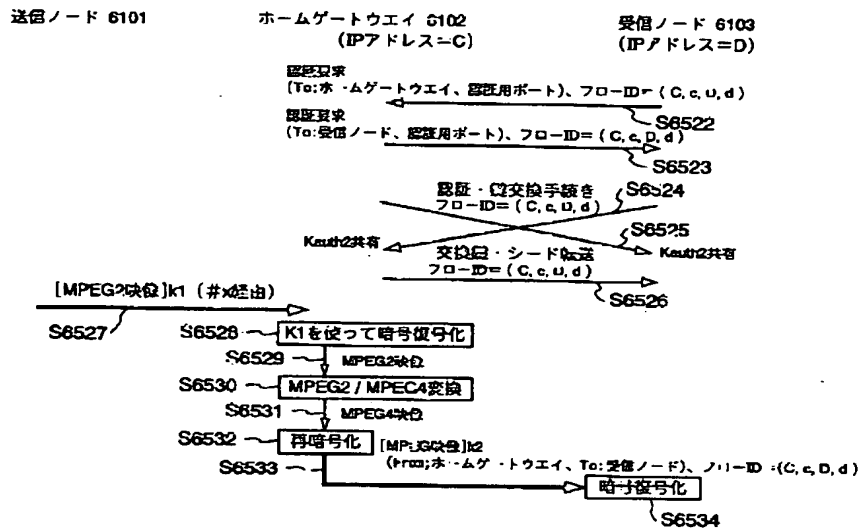 送信ノード 6101
ホームゲートウエイ 6102
(IPアドレス=C)
受信ノード 6103
(IPアドレス=D)
認証要求
(To:ホームゲートウエイ、認証用ポート)、フローID=( C, c, D, d )
S6522
認証要求
(To:受信ノード、認証用ポート)、フローID=( C, c, D, d )
S6523
認証・鍵交換手続き
フローID=( C, c, D, d )
S6524
S6525
Kauth2共有
Kauth2共有
交換鍵・シード転送
フローID=( C, c, D, d )
S6526
[MPEG2映像]k1 (#x経由)
S6527
S6528
K1を使って暗号復号化
S6529
MPEG2映像
S6530
MPEG2 / MPEG4変換
S6531
MPEG4映像
S6532
再暗号化
[MPEG映像]k2
(From;ホームゲートウエイ、To:受信ノード)、フローID=(C, c, D, d )
S6533
暗号復号化
S6534